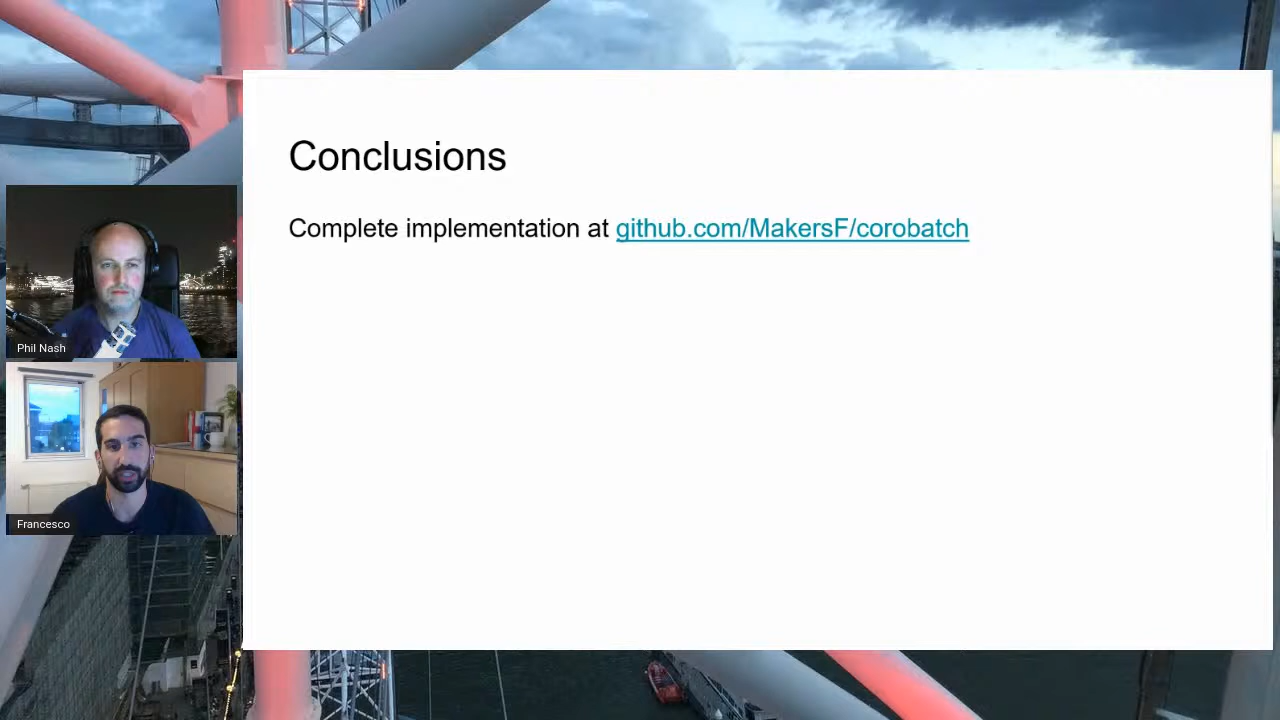 Conclusions
Complete implementation at github.com/MakersF/corobatch
Phil Nash
Francesco